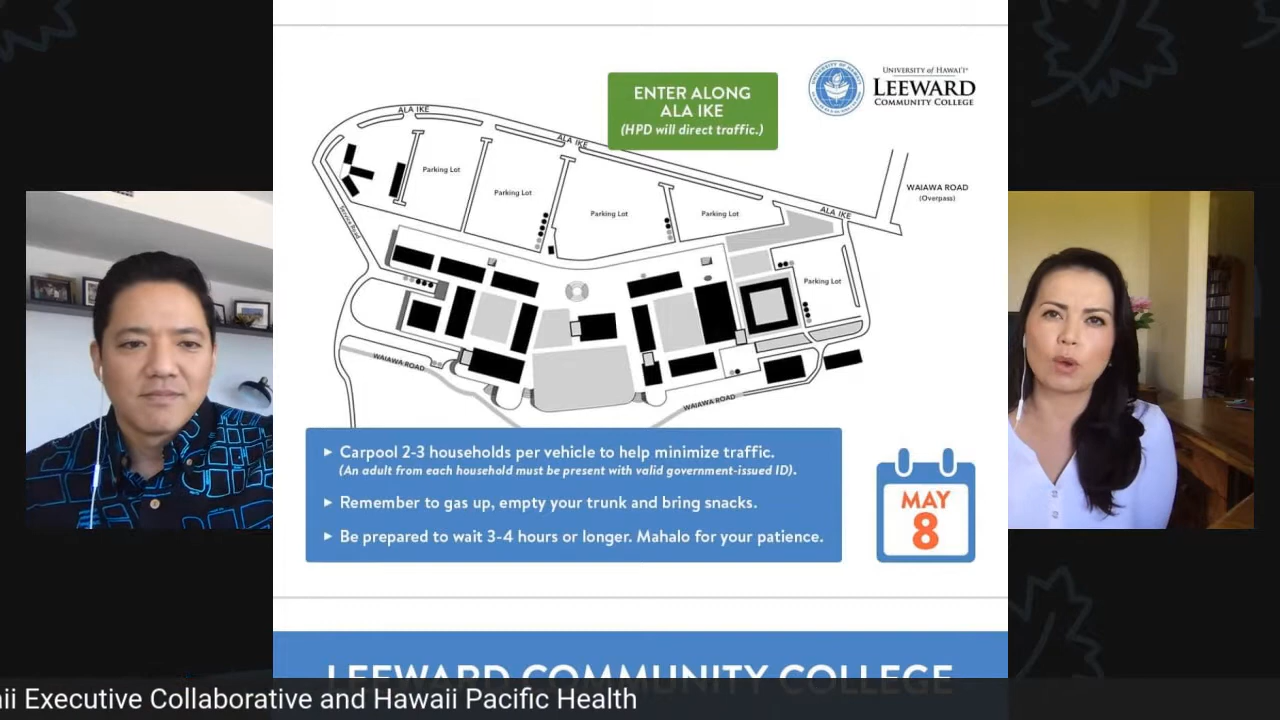 UNIVERSITY of HAWAI'I®
LEEWARD
COMMUNITY COLLEGE
ENTER ALONG
ALA IKE
(HPD will direct traffic.)
ALA IKE
ALA IKE
Parking Lot
Parking Lot
Parking Lot
Parking Lot
ALA IKE
WAIAWA ROAD
(Overpass)
Parking Lot
WAIAWA ROAD
WAIAWA ROAD
► Carpool 2-3 households per vehicle to help minimize traffic.
(An adult from each household must be present with valid government-issued ID).
► Remember to gas up, empty your trunk and bring snacks.
► Be prepared to wait 3-4 hours or longer. Mahalo for your patience.
MAY
8
LEEWARD COMMUNITY COLLEGE
ii Executive Collaborative and Hawaii Pacific Health